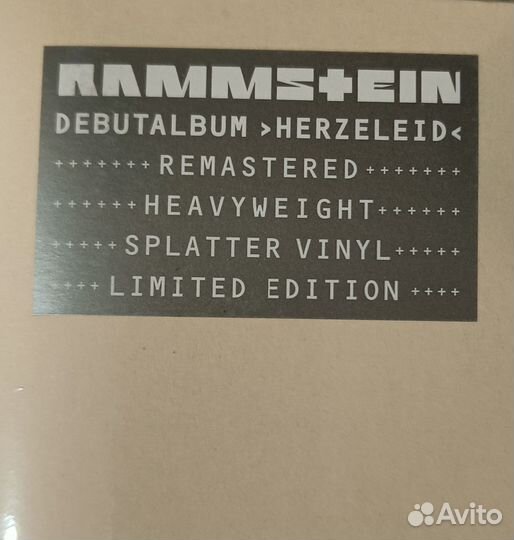 RAMMSTEIN
DEBUTALBUM >HERZELEID<
+++++++ REMASTERED +++++++
++++++ HEAVYWEIGHT ++++++
+++++ SPLATTER VINYL +++++
++++ LIMITED EDITION ++++
Avito